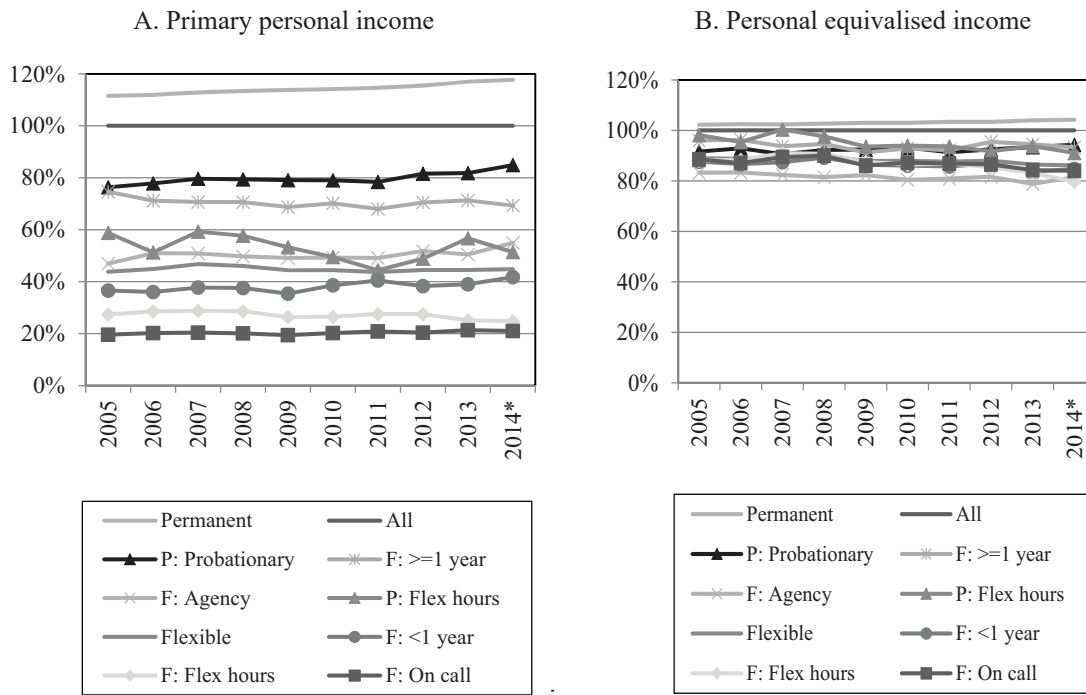 A. Primary personal income
120%
100%
80%
60%
40%
20%
0%
2005
2006
2007
2008
2009
2010
2011
2012
2013
2014*
Permanent
All
P: Probationary
F: >=1 year
F: Agency
P: Flex hours
Flexible
F: <1 year
F: Flex hours
F: On call
B. Personal equivalised income
120%
100%
80%
60%
40%
20%
0%
2005
2006
2007
2008
2009
2010
2011
2012
2013
2014*
Permanent
All
P: Probationary
F: >=1 year
F: Agency
P: Flex hours
Flexible
F: <1 year
F: Flex hours
F: On call